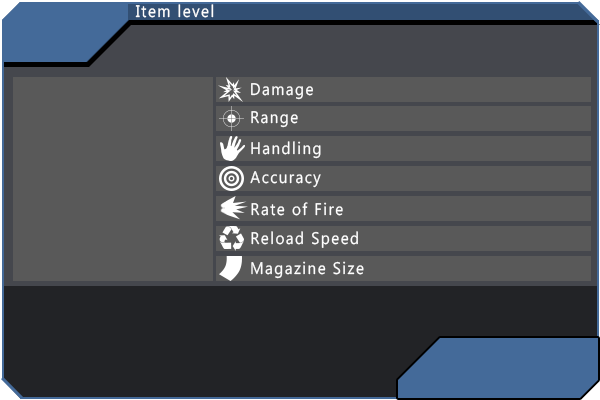 Item level
Damage
Range
Handling
Accuracy
Rate of Fire
Reload Speed
Magazine Size